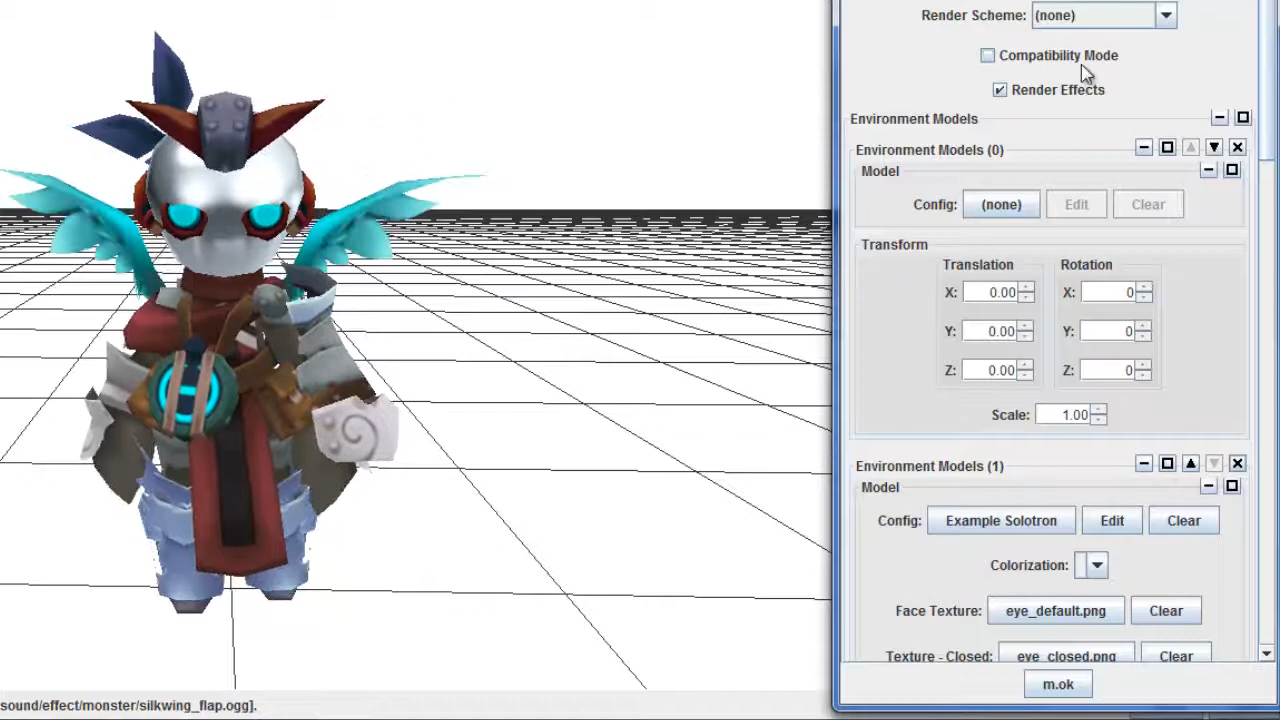 Render Scheme: (none)
Compatibility Mode
Render Effects
Environment Models
Environment Models (0)
Model
Config: (none) Edit Clear
Transform
Translation Rotation
X: 0.00 X: 0
Y: 0.00 Y: 0
Z: 0.00 Z: 0
Scale: 1.00
Environment Models (1)
Model
Config: Example Solotron Edit Clear
Colorization:
Face Texture: eye_default.png Clear
Texture - Closed: eye_closed.png Clear
m.ok
sound/effect/monster/silkwing_flap.ogg].